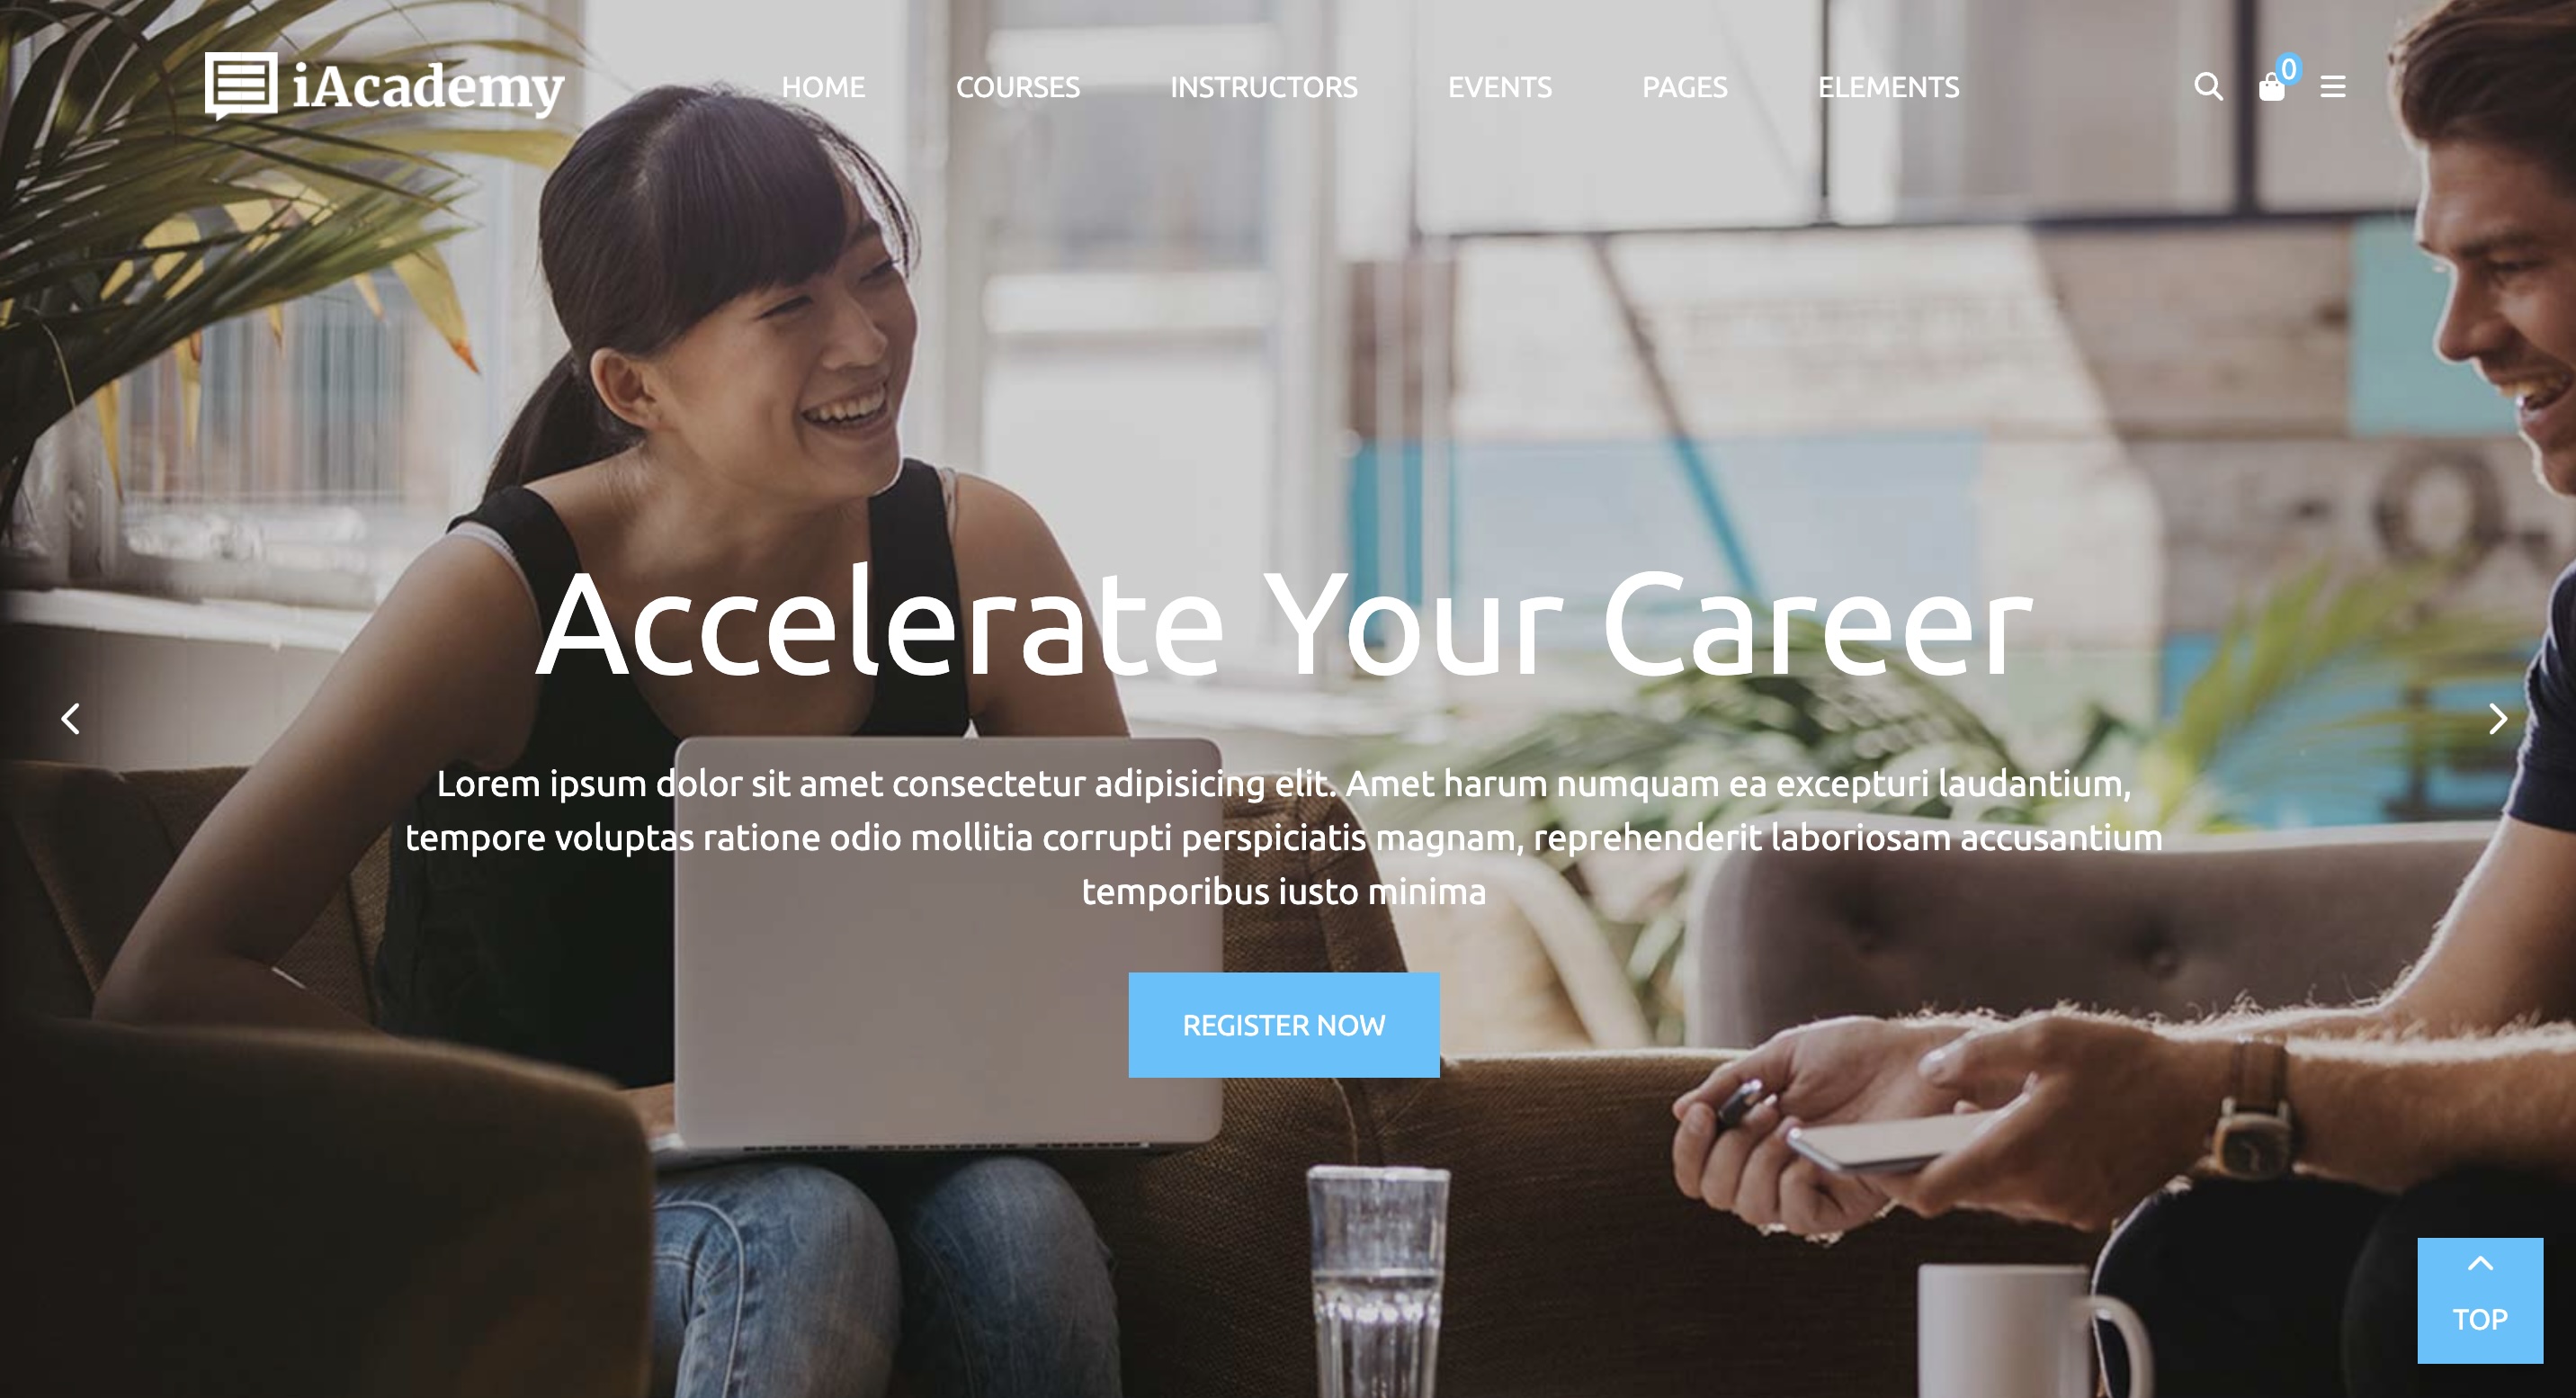 iAcademy
HOME COURSES INSTRUCTORS EVENTS PAGES ELEMENTS
0
Accelerate Your Career
Lorem ipsum dolor sit amet consectetur adipisicing elit. Amet harum numquam ea excepturi laudantium,
tempore voluptas ratione odio mollitia corrupti perspiciatis magnam, reprehenderit laboriosam accusantium
temporibus iusto minima
REGISTER NOW
TOP